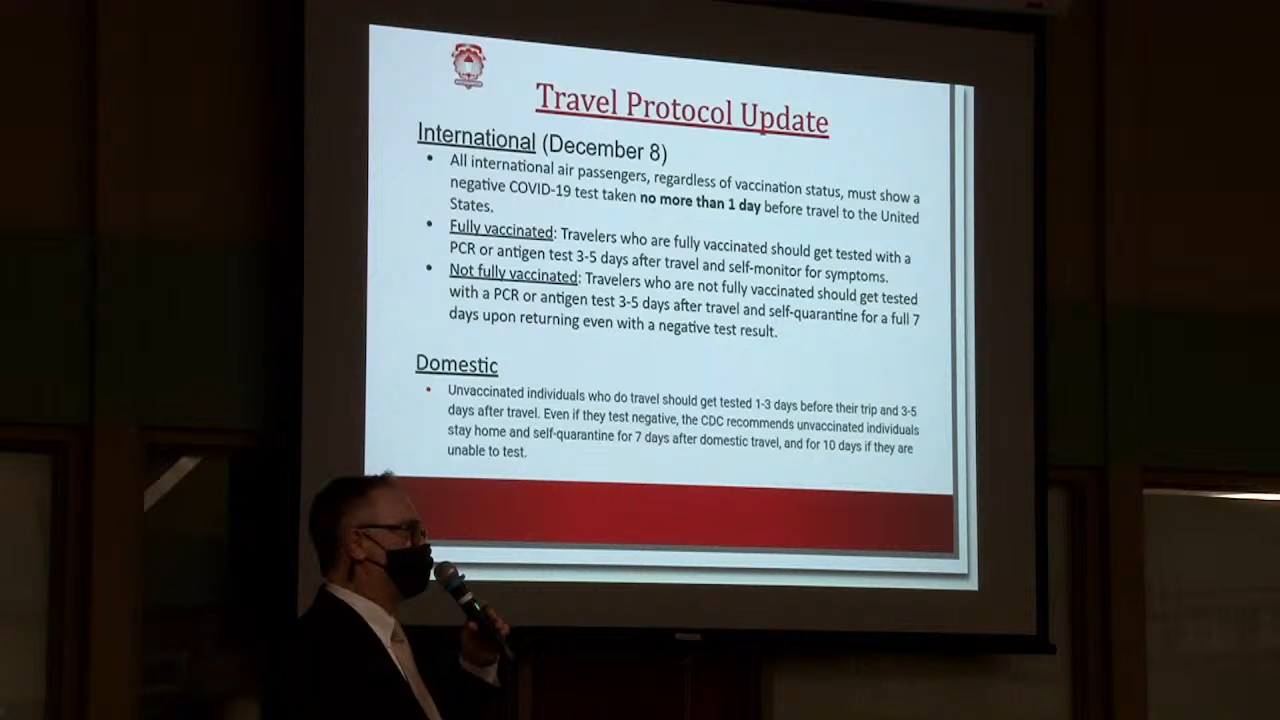 Travel Protocol Update
International (December 8)
• All international air passengers, regardless of vaccination status, must show a
negative COVID-19 test taken no more than 1 day before travel to the United
States.
• Fully vaccinated: Travelers who are fully vaccinated should get tested with a
PCR or antigen test 3-5 days after travel and self-monitor for symptoms.
• Not fully vaccinated: Travelers who are not fully vaccinated should get tested
with a PCR or antigen test 3-5 days after travel and self-quarantine for a full 7
days upon returning even with a negative test result.
Domestic
• Unvaccinated individuals who do travel should get tested 1-3 days before their trip and 3-5
days after travel. Even if they test negative, the CDC recommends unvaccinated individuals
stay home and self-quarantine for 7 days after domestic travel, and for 10 days if they are
unable to test.